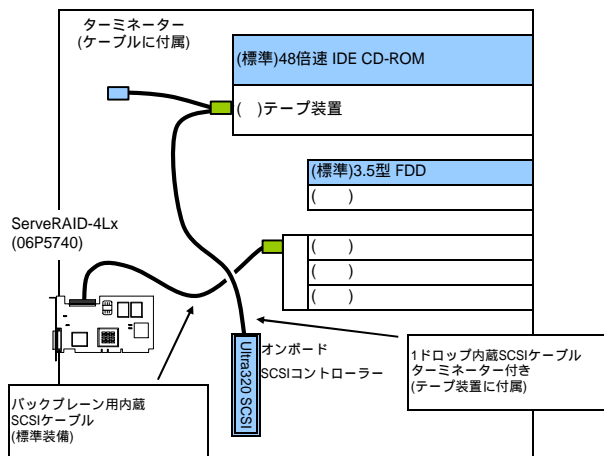 ターミネーター
(ケーブルに付属)
(標準)48倍速 IDE CD-ROM
(　)テープ装置
(標準)3.5型 FDD
(　　)
ServeRAID-4Lx
(06P5740)
(　　)
(　　)
(　　)
Ultra320 SCSI
オンボード
SCSIコントローラー
1ドロップ内蔵SCSIケーブル
ターミネーター付き
(テープ装置に付属)
バックプレーン用内蔵
SCSIケーブル
(標準装備)